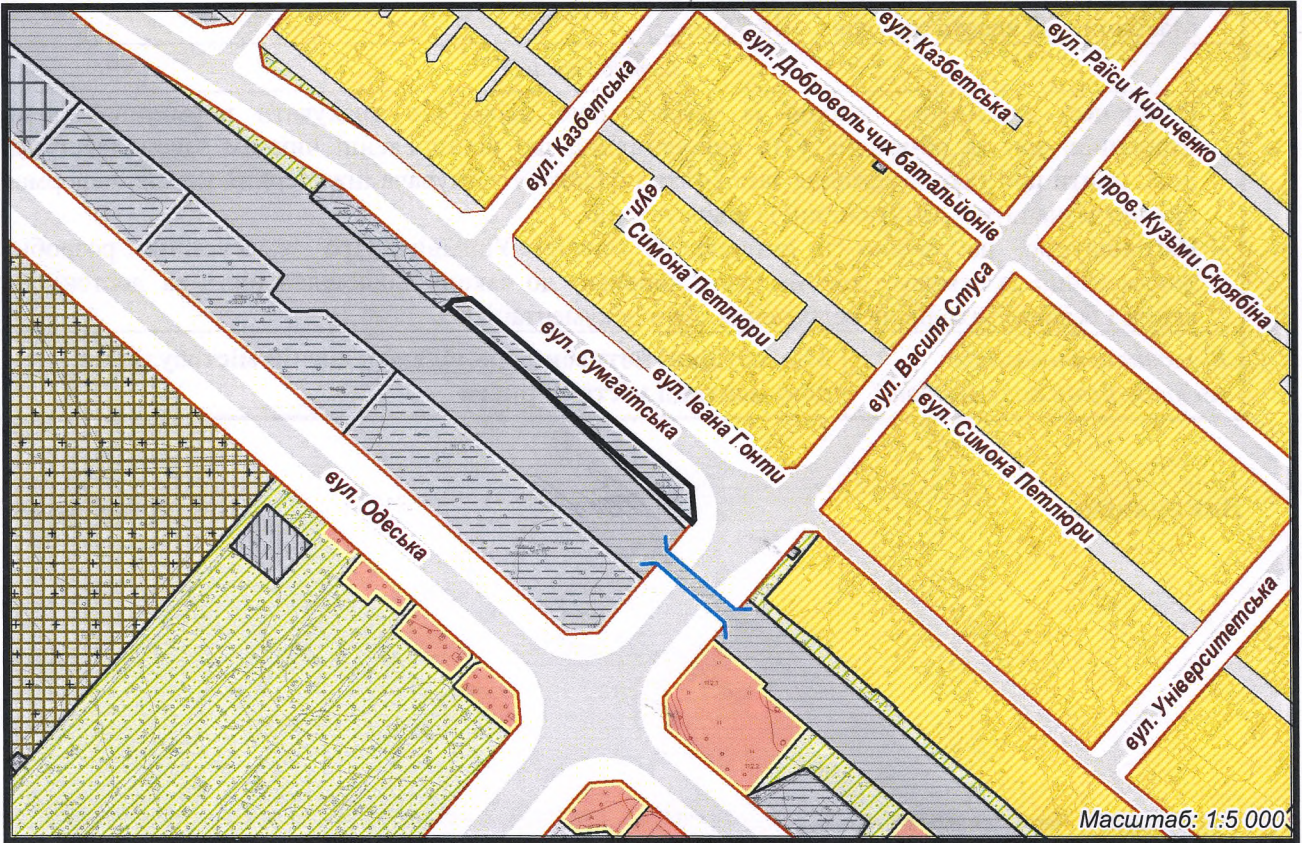 вул. Казбетська
вул. Раїси Кириченко
вул. Добровольчих батальйонів
вул. Казбетська
пров. Кузьми Скрябіна
вул.
Симона Петлюри
вул. Василя Стуса
вул. Сумгаїтська
вул. Івана Гонти
вул. Симона Петлюри
вул. Одеська
вул. Університетська
Масштаб: 1:5 000